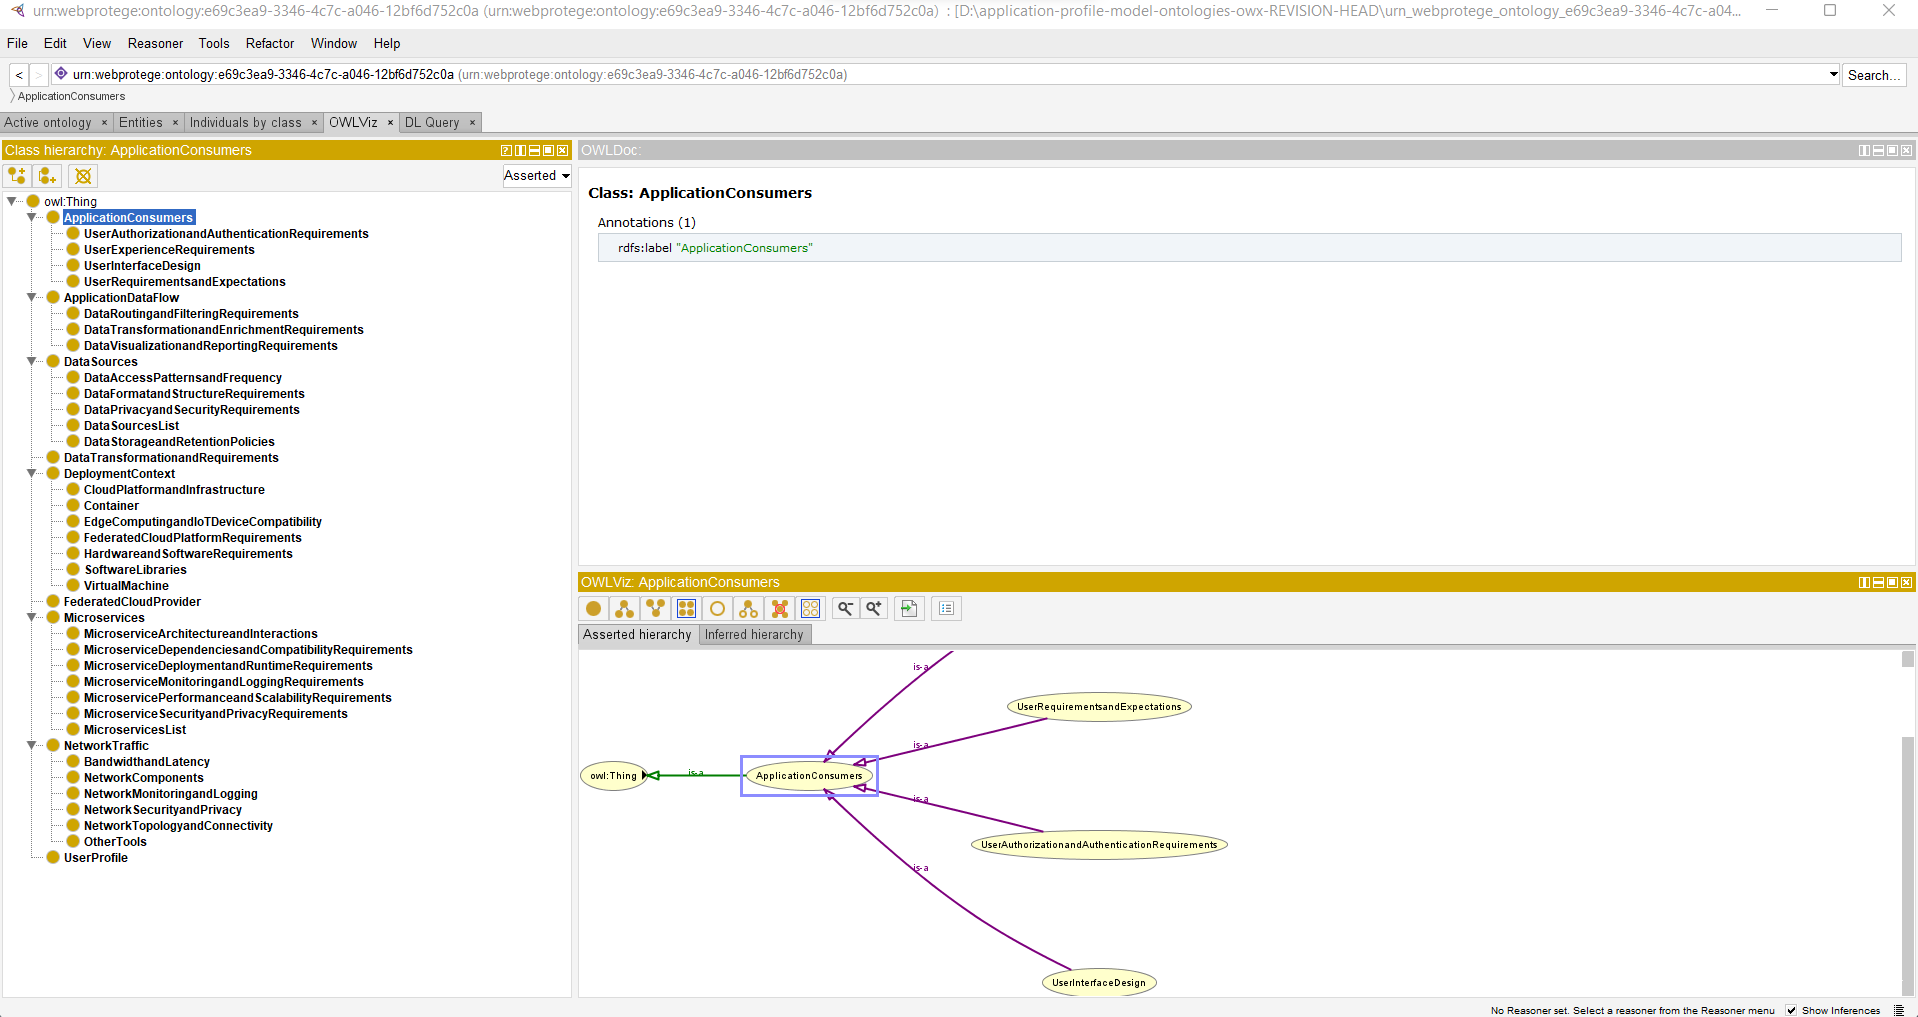 urn:webprotege:ontology:e69c3ea9-3346-4c7c-a046-12bf6d752c0a (urn:webprotege:ontology:e69c3ea9-3346-4c7c-a046-12bf6d752c0a) : [D:\application-profile-model-ontologies-owx-REVISION-HEAD\urn_webprotege_ontology_e69c3ea9-3346-4c7c-a04...
File Edit View Reasoner Tools Refactor Window Help
< > urn:webprotege:ontology:e69c3ea9-3346-4c7c-a046-12bf6d752c0a (urn:webprotege:ontology:e69c3ea9-3346-4c7c-a046-12bf6d752c0a) Search...
ApplicationConsumers
Active ontology × Entities × Individuals by class × OWLViz × DL Query ×
Class hierarchy: ApplicationConsumers
Asserted
owl:Thing
ApplicationConsumers
UserAuthorizationandAuthenticationRequirements
UserExperienceRequirements
UserInterfaceDesign
UserRequirementsandExpectations
ApplicationDataFlow
DataRoutingandFilteringRequirements
DataTransformationandEnrichmentRequirements
DataVisualizationandReportingRequirements
DataSources
DataAccessPatternsandFrequency
DataFormatandStructureRequirements
DataPrivacyandSecurityRequirements
DataSourcesList
DataStorageandRetentionPolicies
DataTransformationandRequirements
DeploymentContext
CloudPlatformandInfrastructure
Container
EdgeComputingandIoTDeviceCompatibility
FederatedCloudPlatformRequirements
HardwareandSoftwareRequirements
SoftwareLibraries
VirtualMachine
FederatedCloudProvider
Microservices
MicroserviceArchitectureandInteractions
MicroserviceDependenciesandCompatibilityRequirements
MicroserviceDeploymentandRuntimeRequirements
MicroserviceMonitoringandLoggingRequirements
MicroservicePerformanceandScalabilityRequirements
MicroserviceSecurityandPrivacyRequirements
MicroservicesList
NetworkTraffic
BandwidthandLatency
NetworkComponents
NetworkMonitoringandLogging
NetworkSecurityandPrivacy
NetworkTopologyandConnectivity
OtherTools
UserProfile
OWLDoc:
Class: ApplicationConsumers
Annotations (1)
rdfs:label "ApplicationConsumers"
OWLViz: ApplicationConsumers
Asserted hierarchy Inferred hierarchy
is-a
UserRequirementsandExpectations
is-a
owl:Thing is-a ApplicationConsumers
is-a
UserAuthorizationandAuthenticationRequirements
is-a
UserInterfaceDesign
No Reasoner set. Select a reasoner from the Reasoner menu Show Inferences